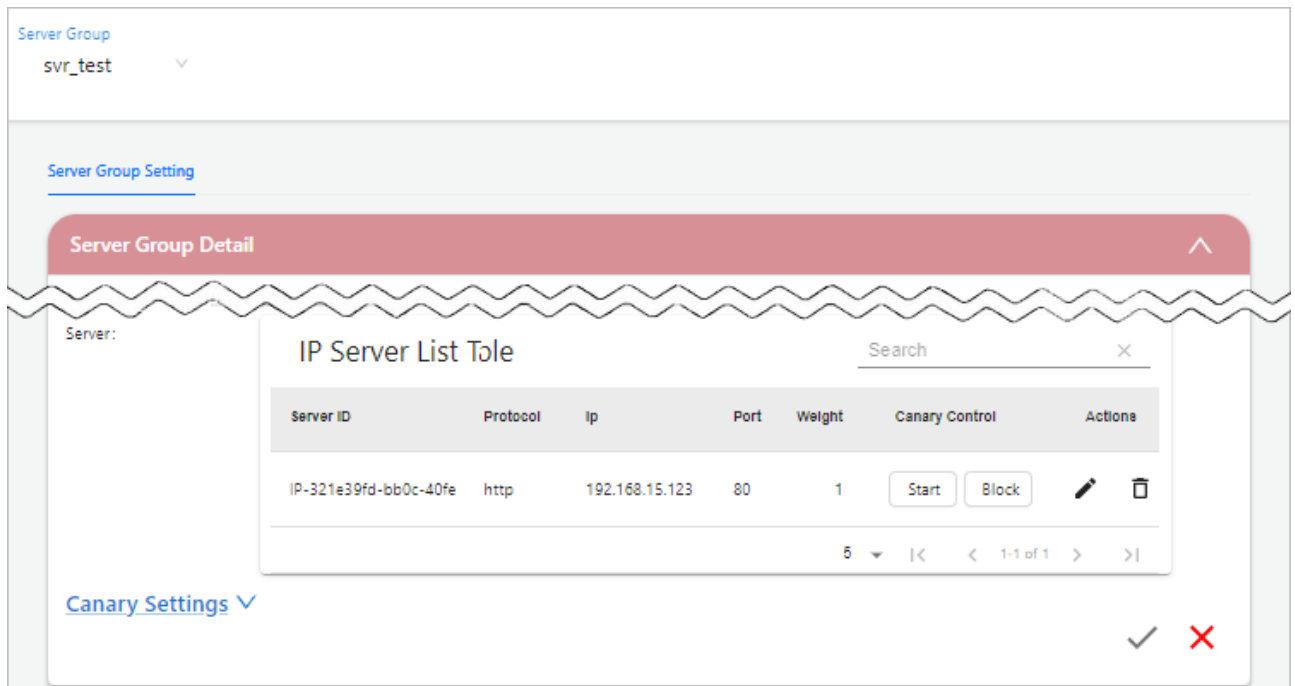 Server Group
svr_test
Server Group Setting
Server Group Detail
Server:
IP Server List Tole
Search
Server ID Protocol Ip Port Weight Canary Control Actions
IP-321e39fd-bb0c-40fe http 192.168.15.123 80 1 Start Block
5 1-1 of 1
Canary Settings